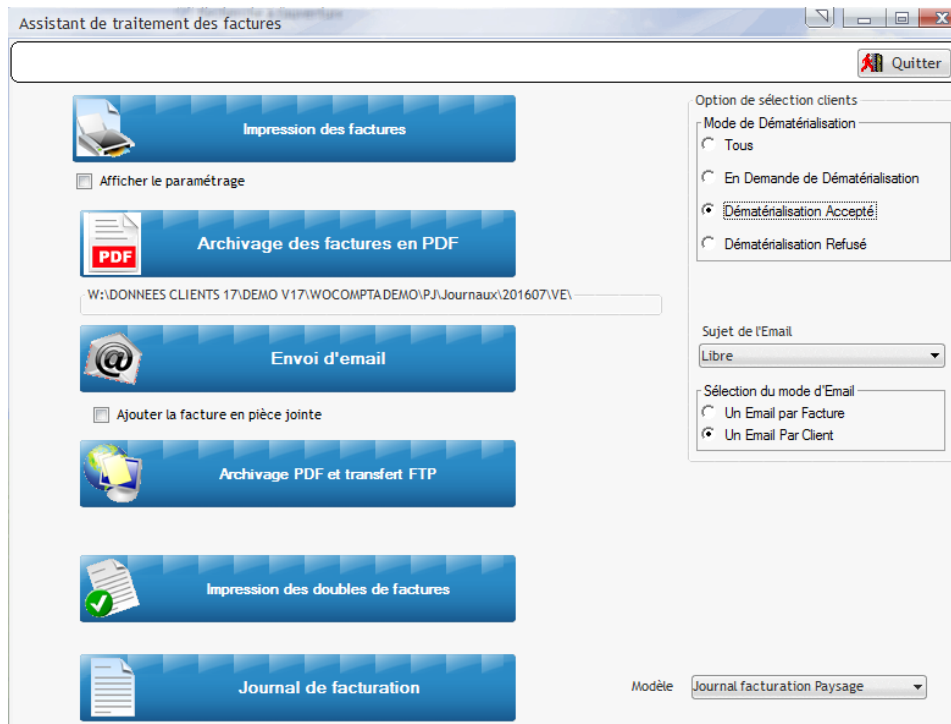 Assistant de traitement des factures
Quitter
Impression des factures
Afficher le paramétrage
PDF
Archivage des factures en PDF
W:\DONNEES CLIENTS 17\DEMO V17\WOCOMPTADEMO\PJ\Journaux\201607\VE\
@
Envoi d'email
Ajouter la facture en pièce jointe
Archivage PDF et transfert FTP
Impression des doubles de factures
Journal de facturation
Option de sélection clients
Mode de Dématérialisation
Tous
En Demande de Dématérialisation
Dématérialisation Accepté
Dématérialisation Refusé
Sujet de l'Email
Libre
Sélection du mode d'Email
Un Email par Facture
Un Email Par Client
Modèle
Journal facturation Paysage